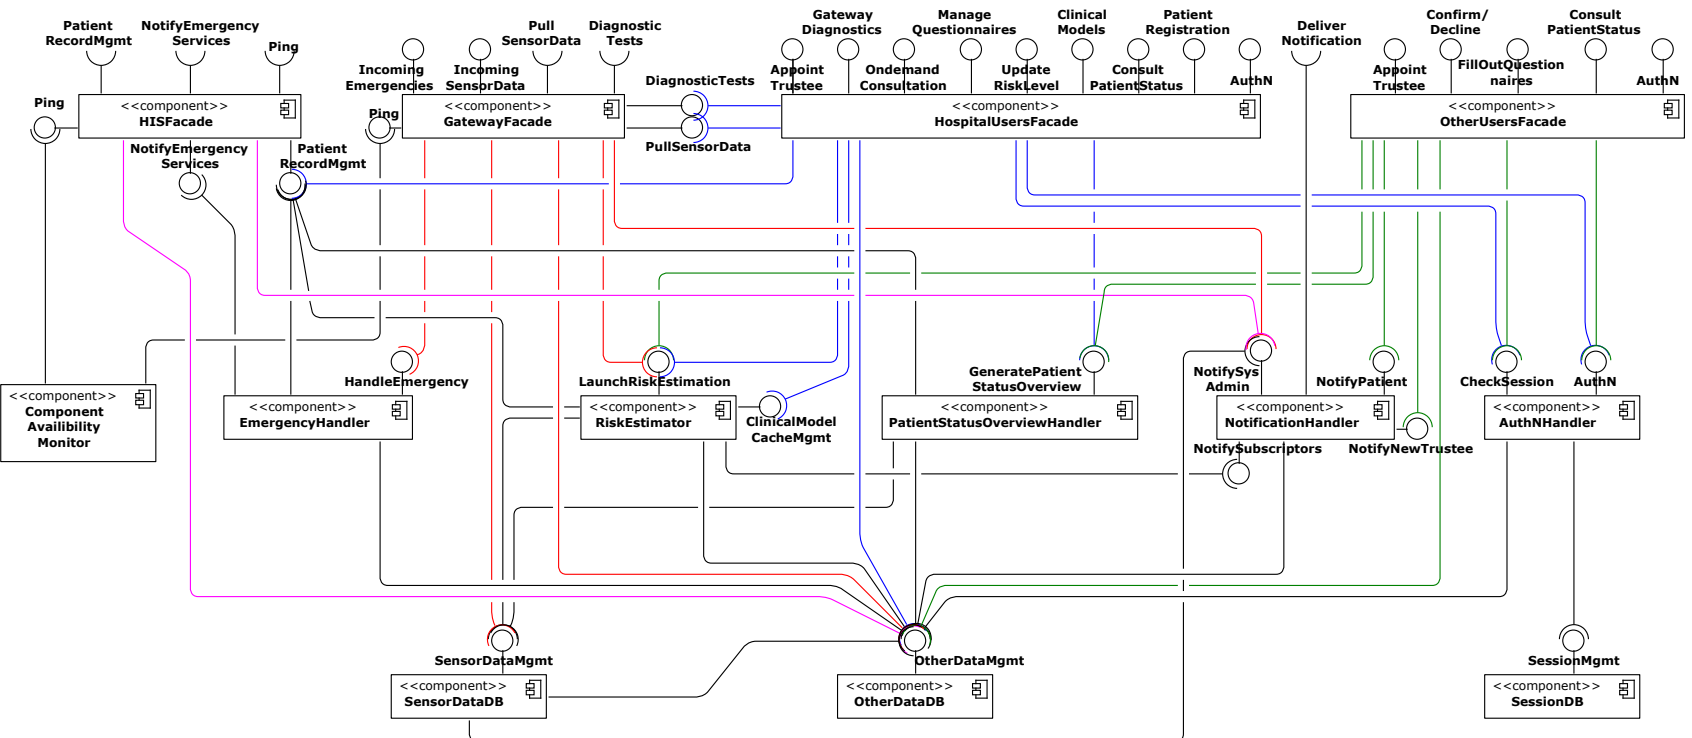 Patient
RecordMgmt
NotifyEmergency
Services
Ping
Pull
SensorData
Diagnostic
Tests
Gateway
Diagnostics
Manage
Questionnaires
Clinical
Models
Patient
Registration
Deliver
Notification
Confirm/
Decline
Consult
PatientStatus
Incoming
Emergencies
Incoming
SensorData
DiagnosticTests
Appoint
Trustee
Ondemand
Consultation
Update
RiskLevel
Consult
PatientStatus
AuthN
Appoint
Trustee
FillOutQuestion
naires
AuthN
Ping
<<component>>
HISFacade
Ping
<<component>>
GatewayFacade
<<component>>
HospitalUsersFacade
<<component>>
OtherUsersFacade
NotifyEmergency
Services
Patient
RecordMgmt
PullSensorData
HandleEmergency
LaunchRiskEstimation
GeneratePatient
StatusOverview
NotifySys
Admin
NotifyPatient
CheckSession
AuthN
<<component>>
Component
Availibility
Monitor
<<component>>
EmergencyHandler
<<component>>
RiskEstimator
ClinicalModel
CacheMgmt
<<component>>
PatientStatusOverviewHandler
<<component>>
NotificationHandler
<<component>>
AuthNHandler
NotifySubscriptors
NotifyNewTrustee
SensorDataMgmt
OtherDataMgmt
SessionMgmt
<<component>>
SensorDataDB
<<component>>
OtherDataDB
<<component>>
SessionDB